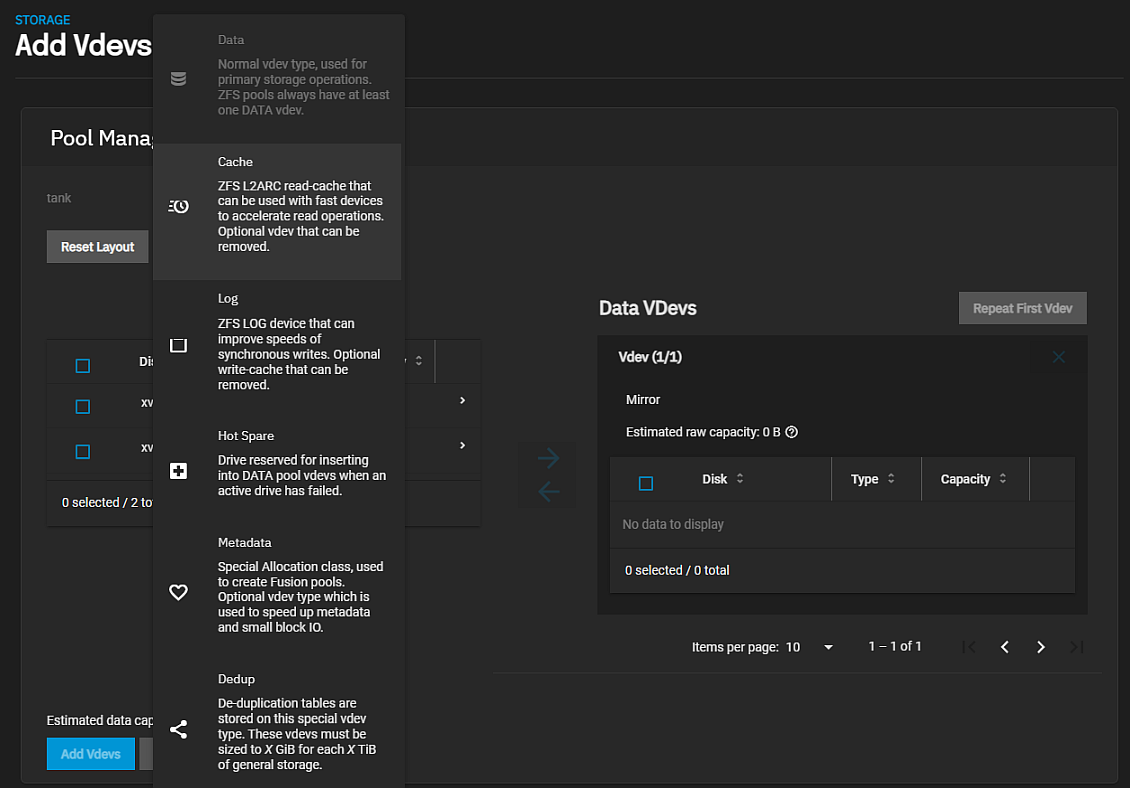 STORAGE
Add Vdevs
Data
Normal vdev type, used for
primary storage operations.
ZFS pools always have at least
one DATA vdev.
Pool Mana
Cache
ZFS L2ARC read-cache that
can be used with fast devices
to accelerate read operations.
Optional vdev that can be
removed.
tank
Reset Layout
Log
ZFS LOG device that can
improve speeds of
synchronous writes. Optional
write-cache that can be
removed.
Dis
xv
xv
0 selected / 2 to
Hot Spare
Drive reserved for inserting
into DATA pool vdevs when an
active drive has failed.
Metadata
Special Allocation class, used
to create Fusion pools.
Optional vdev type which is
used to speed up metadata
and small block IO.
Dedup
De-duplication tables are
stored on this special vdev
type. These vdevs must be
sized to X GiB for each X TiB
of general storage.
Estimated data cap
Add Vdevs
Data VDevs
Repeat First Vdev
Vdev (1/1)
Mirror
Estimated raw capacity: 0 B
Disk Type Capacity
No data to display
0 selected / 0 total
Items per page: 10 1 – 1 of 1